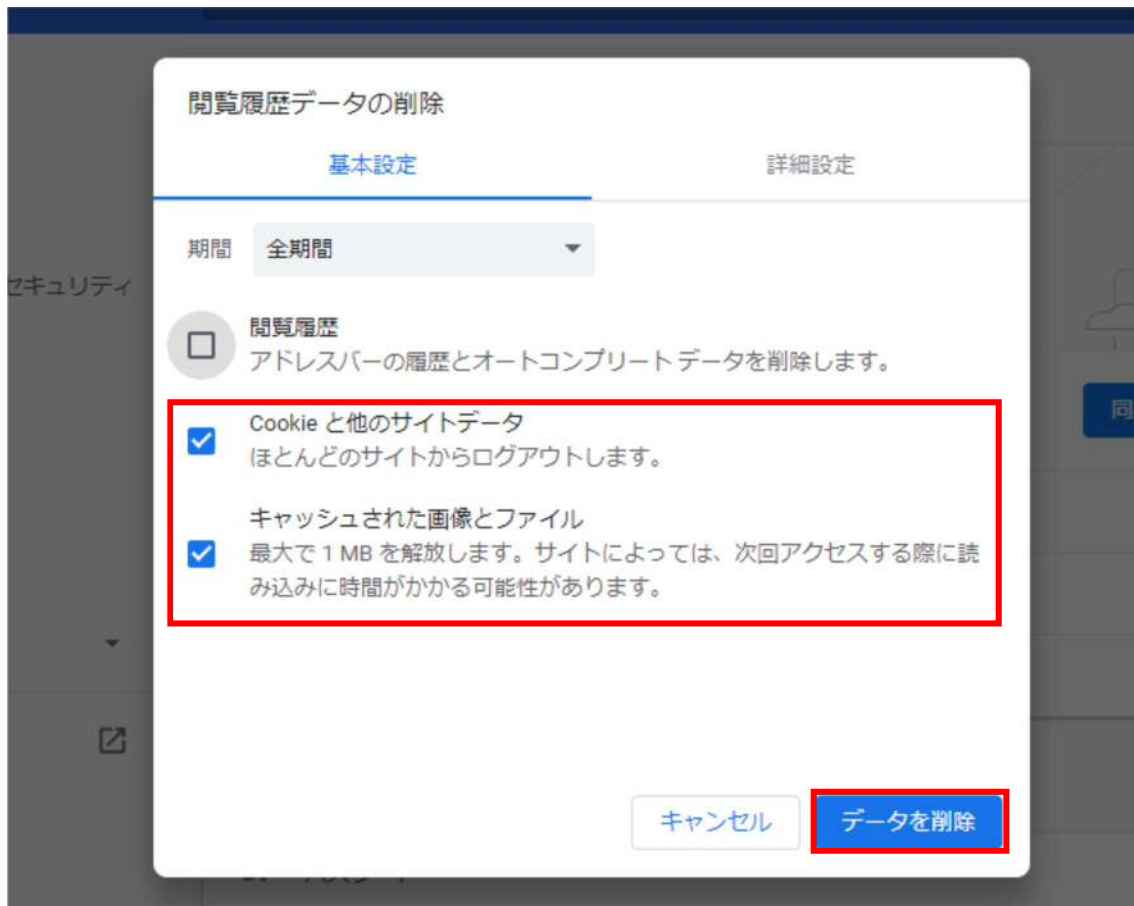 閲覧履歴データの削除
基本設定
詳細設定
期間
全期間
セキュリティ
閲覧履歴
アドレスバーの履歴とオートコンプリート データを削除します。
同
Cookie と他のサイトデータ
ほとんどのサイトからログアウトします。
キャッシュされた画像とファイル
最大で 1 MB を解放します。サイトによっては、次回アクセスする際に読
み込みに時間がかかる可能性があります。
キャンセル
データを削除